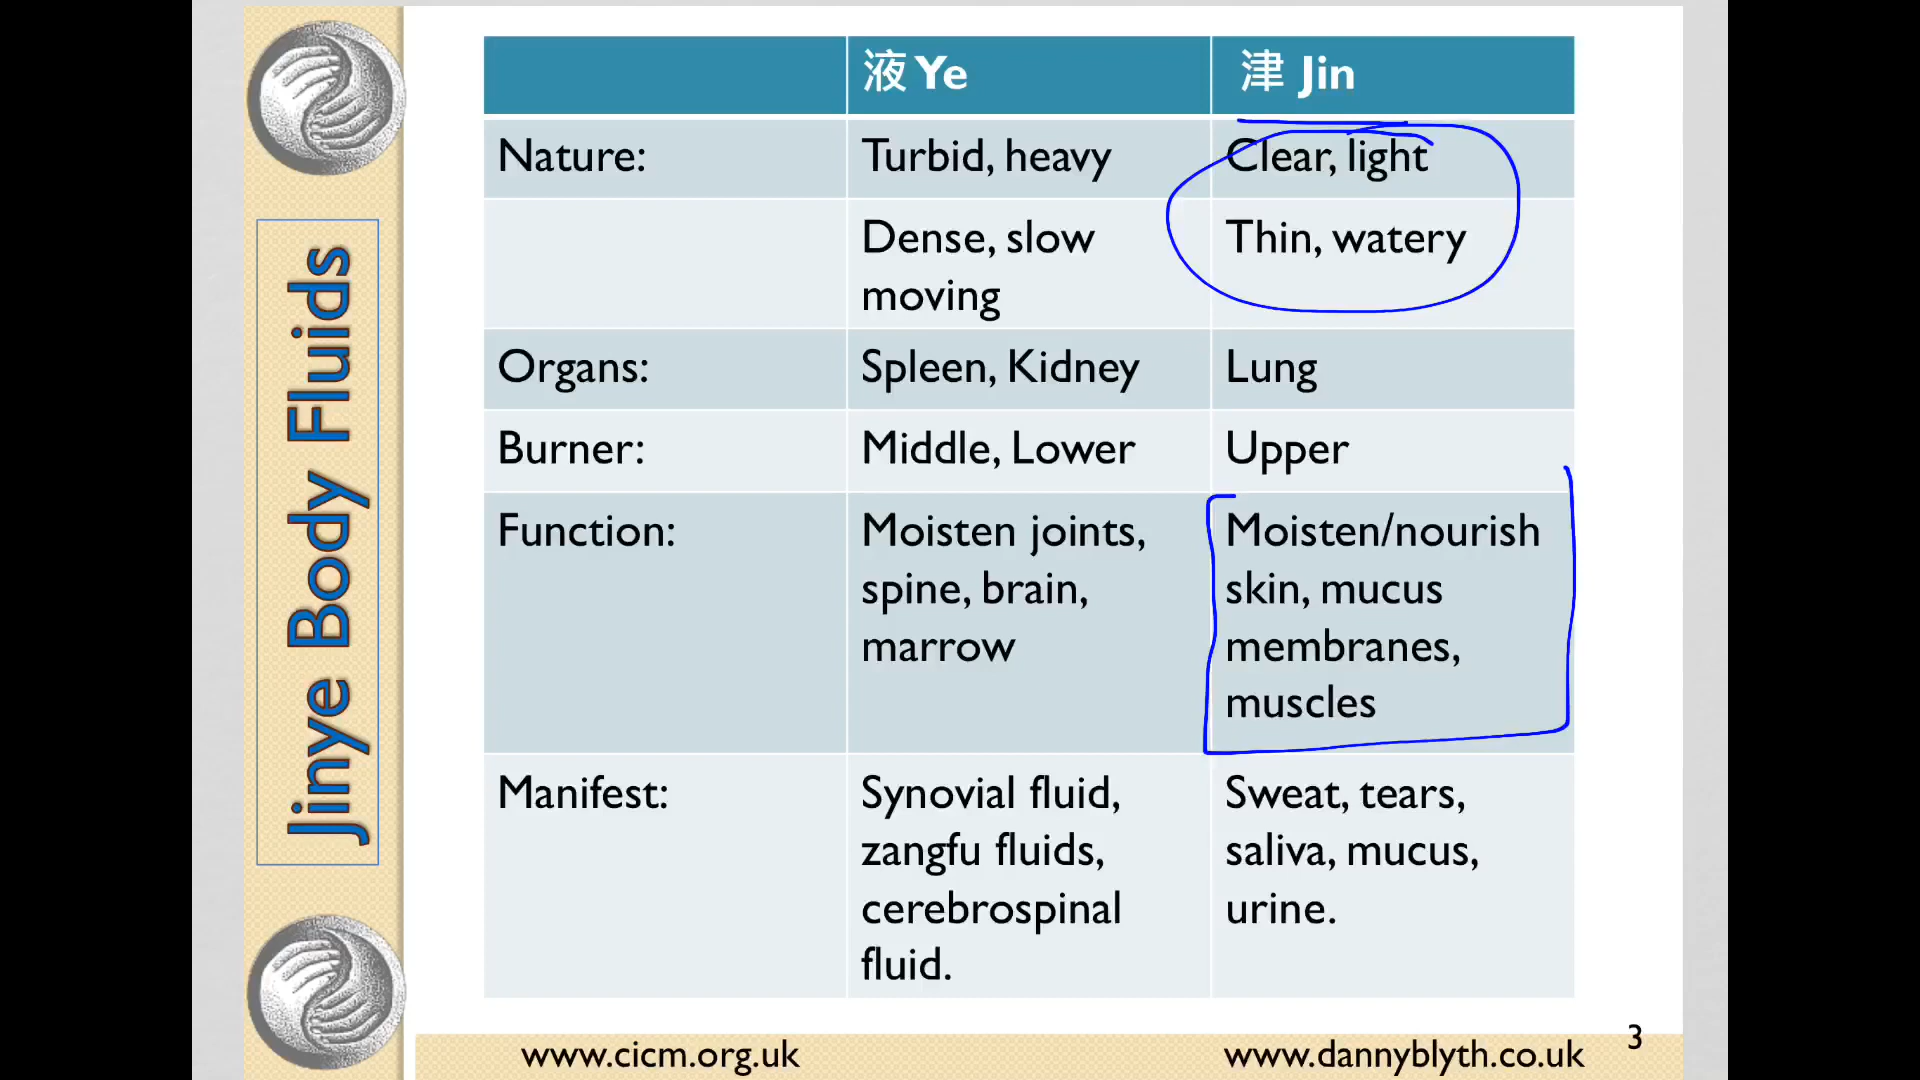 Jinye Body Fluids
液 Ye
津 Jin
Nature:
Turbid, heavy
Clear, light
Dense, slow
moving
Thin, watery
Organs:
Spleen, Kidney
Lung
Burner:
Middle, Lower
Upper
Function:
Moisten joints,
spine, brain,
marrow
Moisten/nourish
skin, mucus
membranes,
muscles
Manifest:
Synovial fluid,
zangfu fluids,
cerebrospinal
fluid.
Sweat, tears,
saliva, mucus,
urine.
www.cicm.org.uk
www.dannyblyth.co.uk
3